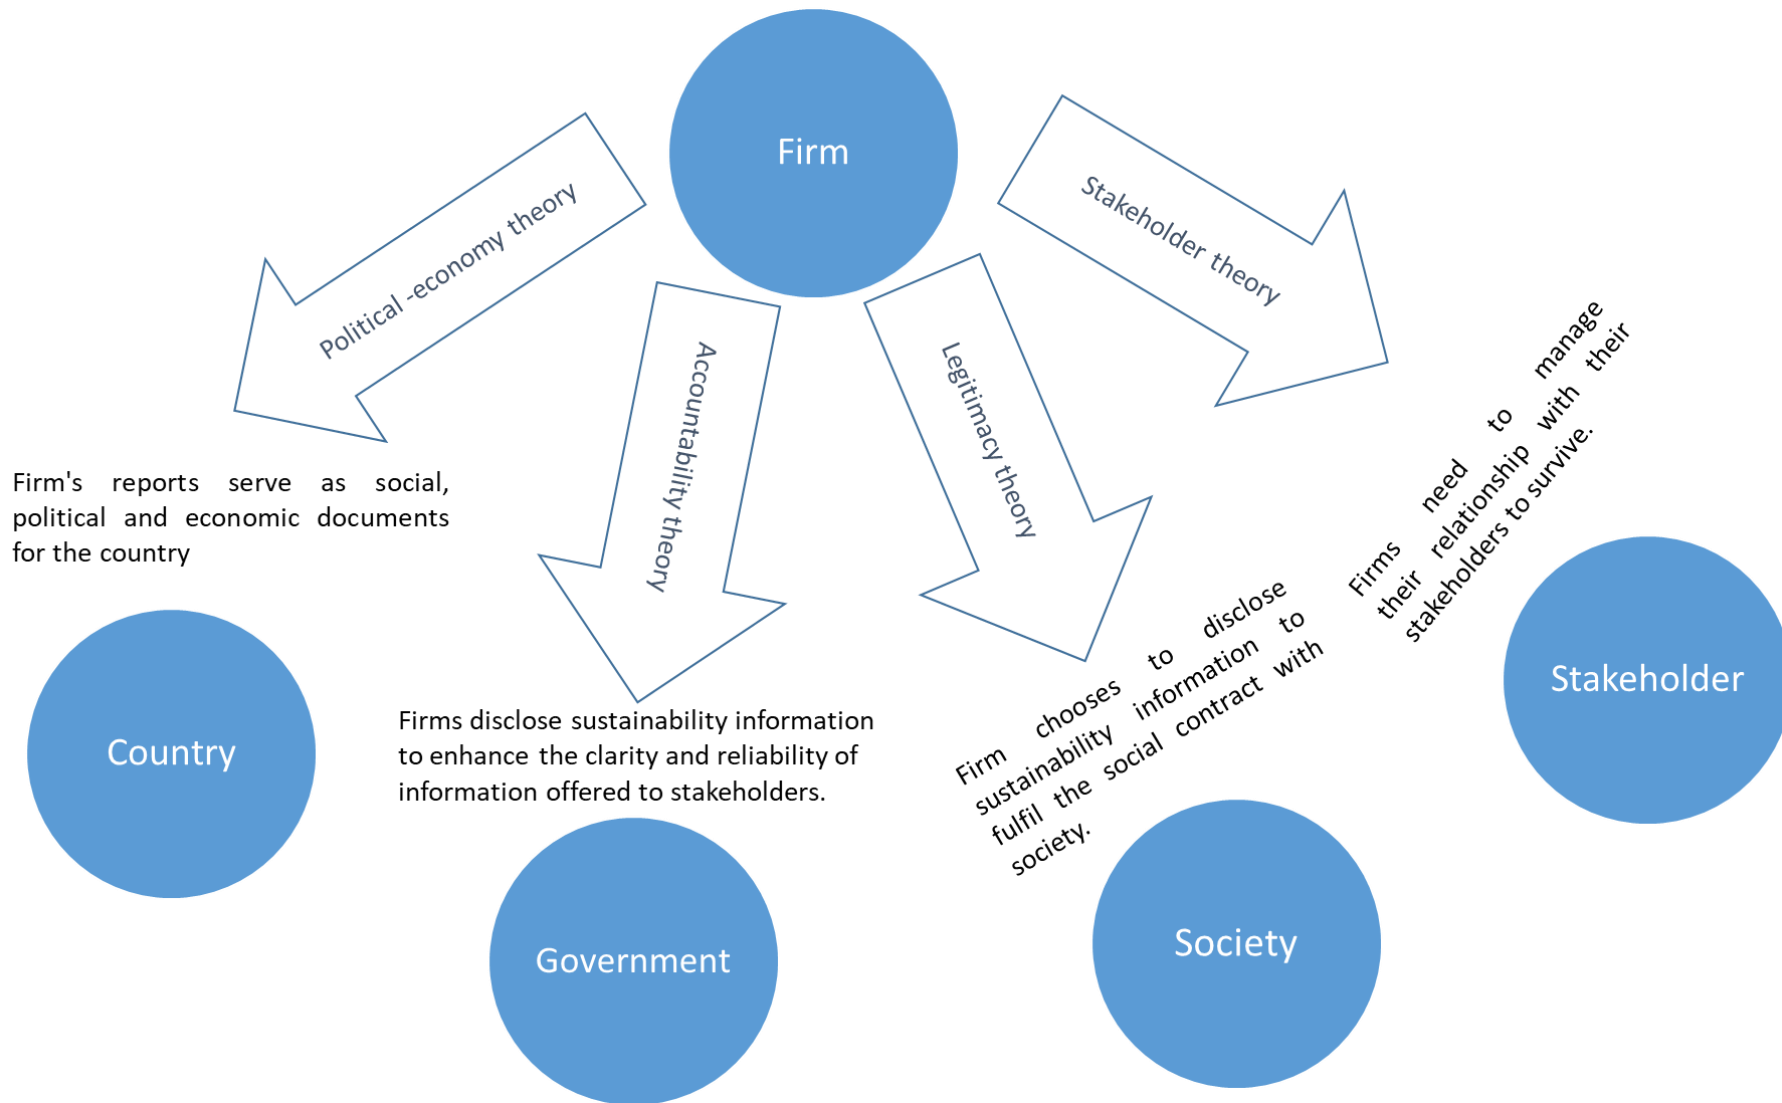 Firm
Political -economy theory
Accountability theory
Legitimacy theory
Stakeholder theory
Firm's reports serve as social,
political and economic documents
for the country
Firms disclose sustainability information
to enhance the clarity and reliability of
information offered to stakeholders.
Firm chooses to disclose
sustainability information to
fulfil the social contract with
society.
Firms need to manage
their relationship with their
stakeholders to survive.
Country
Government
Society
Stakeholder